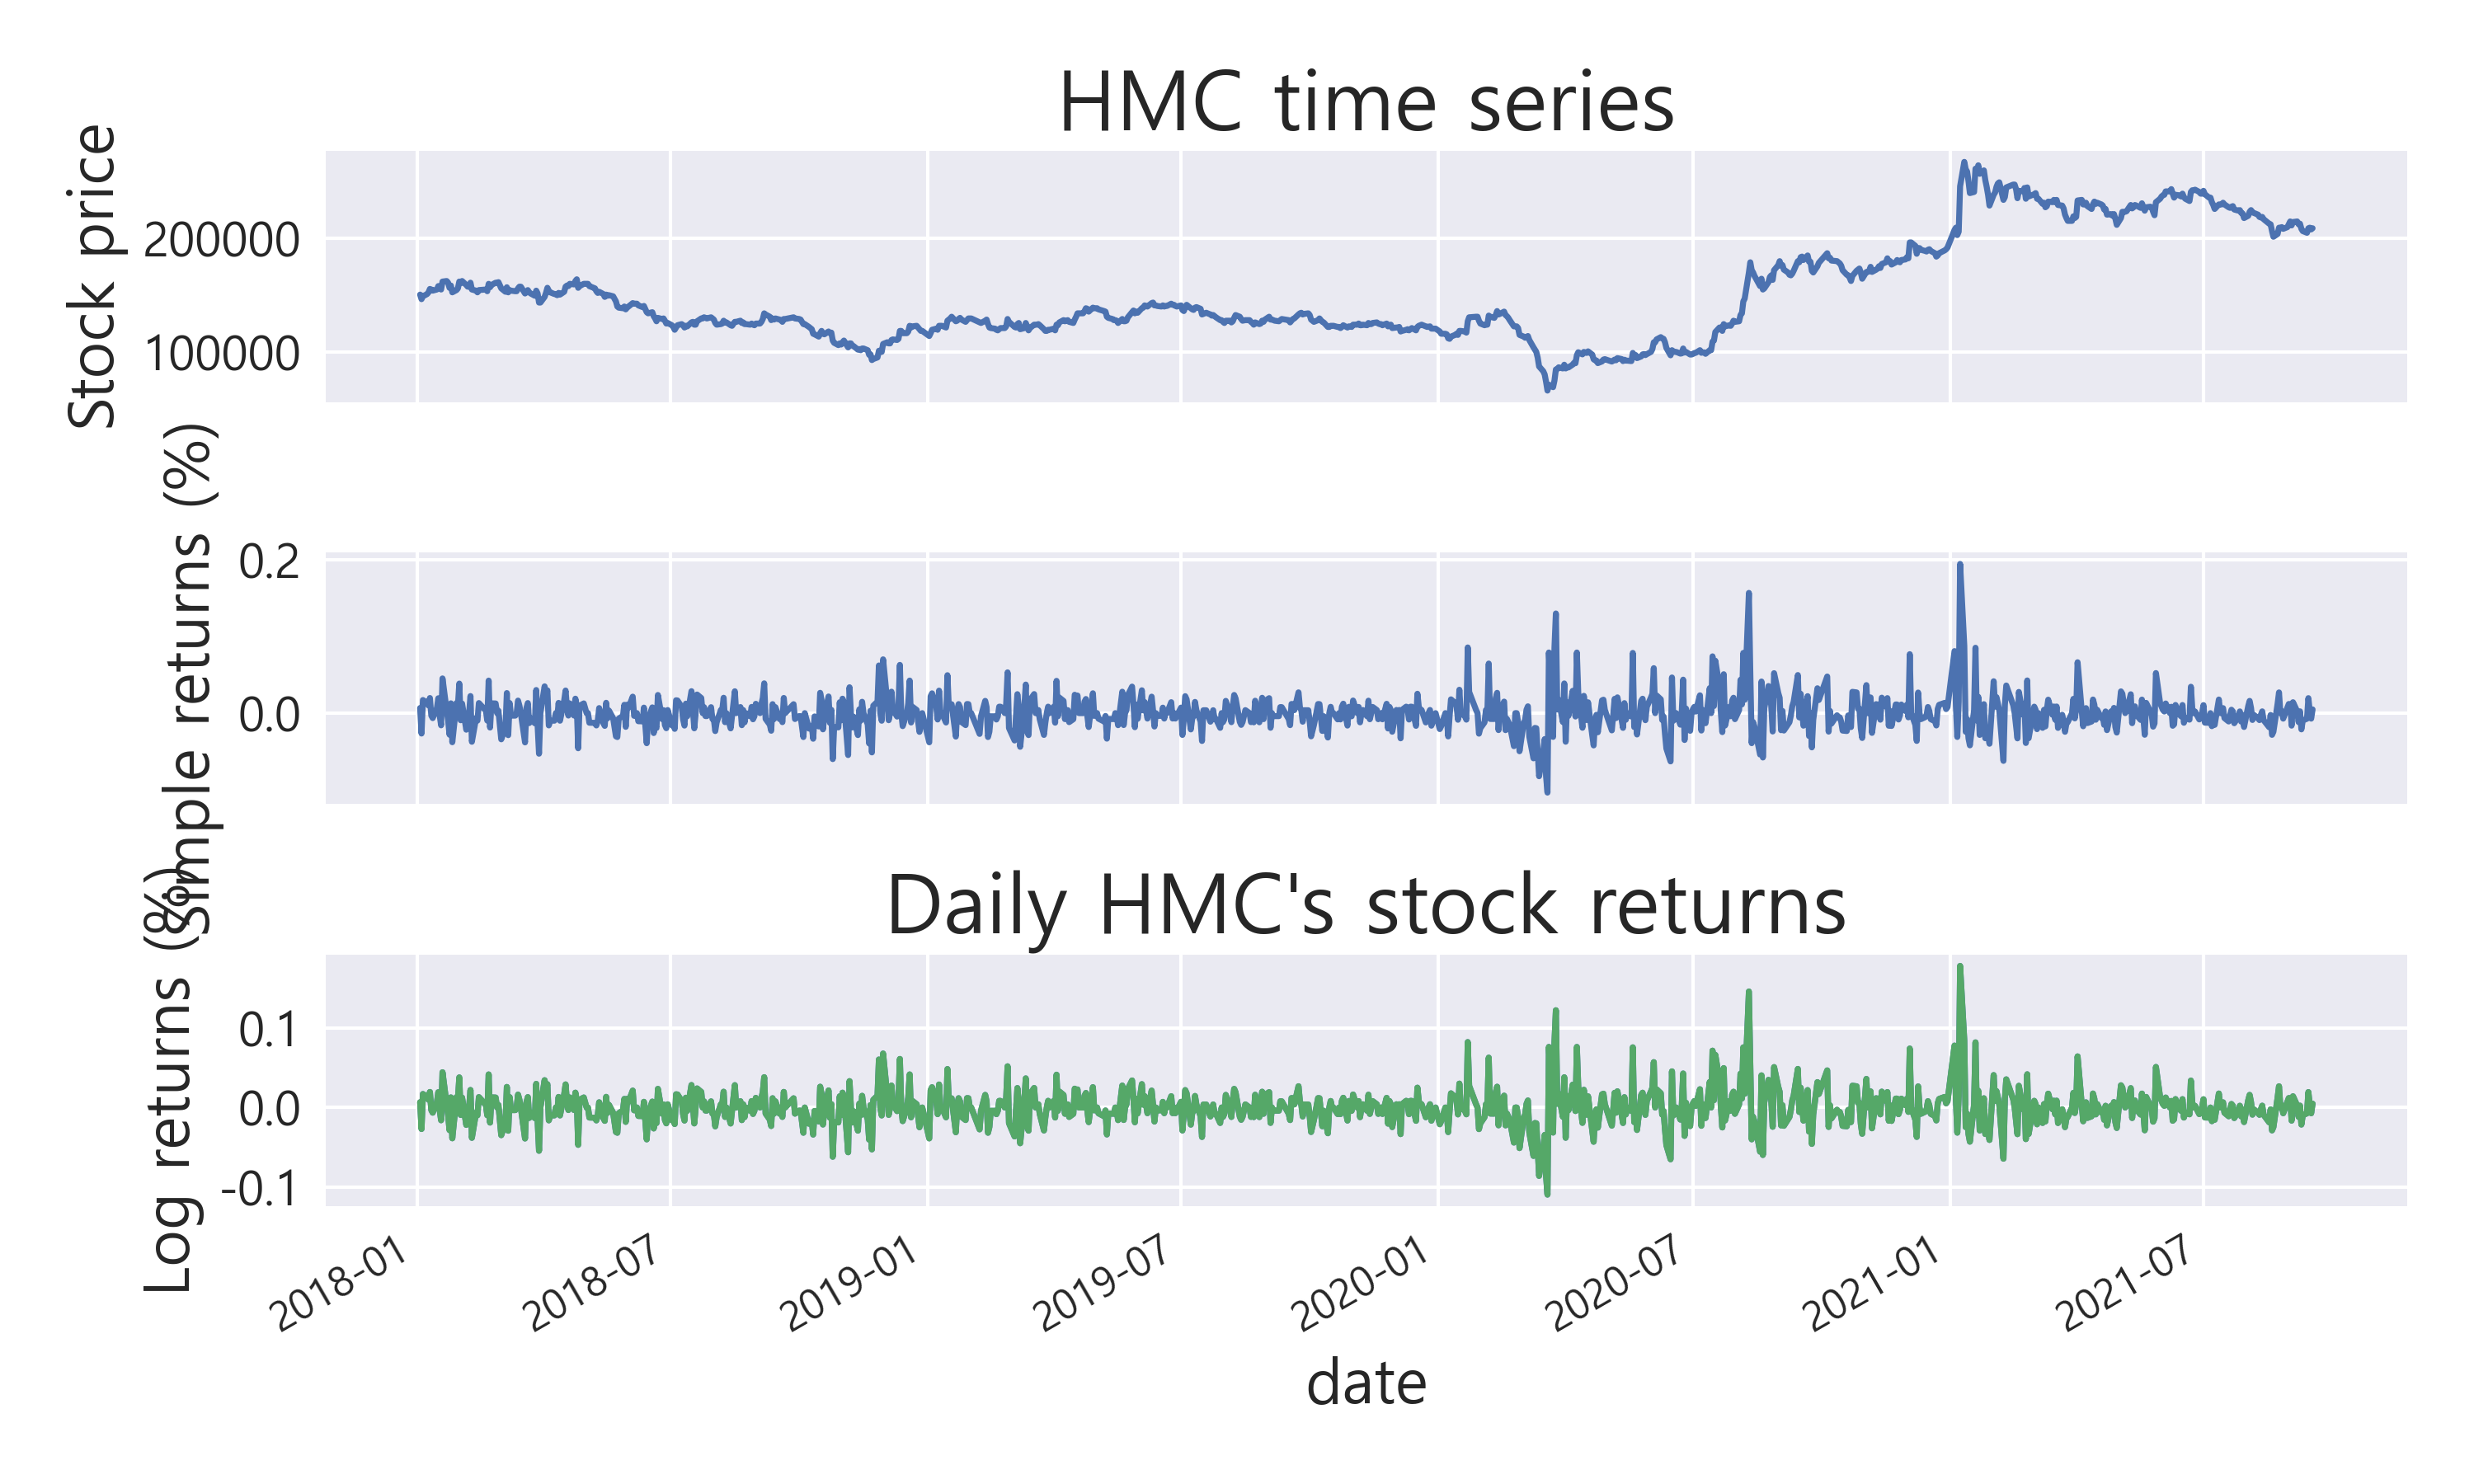 HMC time series
Stock price
200000
100000
Simple returns (%)
0.2
0.0
Daily HMC's stock returns
Log returns (%)
0.1
0.0
-0.1
2018-01
2018-07
2019-01
2019-07
2020-01
2020-07
2021-01
2021-07
date